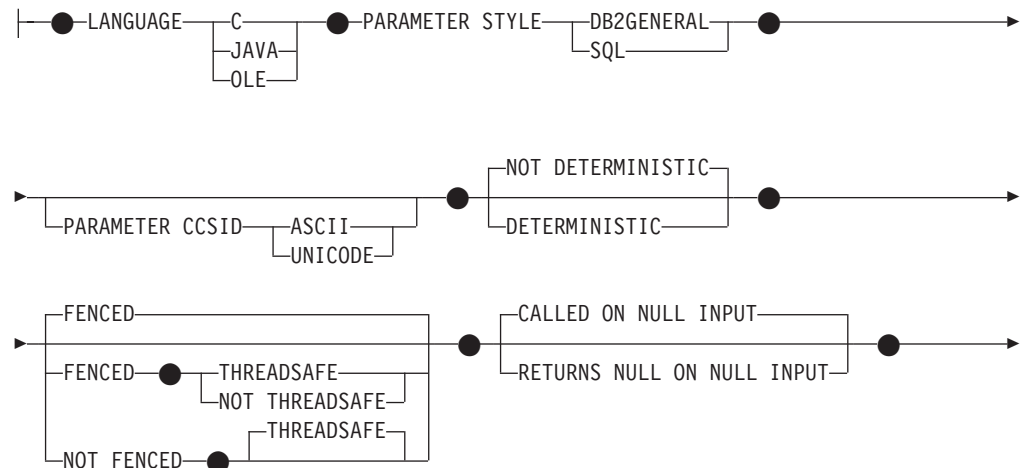 LANGUAGE C PARAMETER STYLE DB2GENERAL
JAVA SQL
OLE
NOT DETERMINISTIC
PARAMETER CCSID ASCII DETERMINISTIC
UNICODE
FENCED CALLED ON NULL INPUT
FENCED THREADSAFE RETURNS NULL ON NULL INPUT
NOT THREADSAFE
THREADSAFE
NOT FENCED